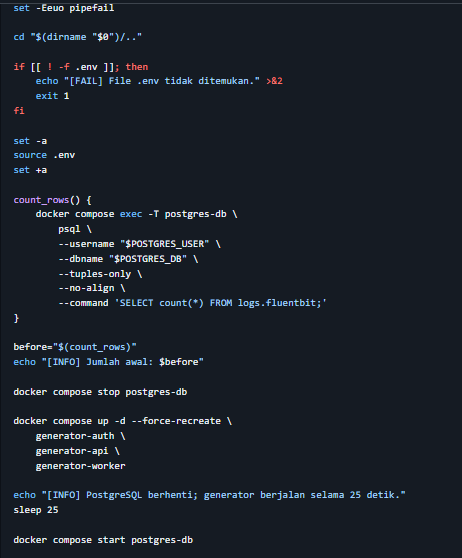 set -Eeuo pipefail
cd "$(dirname "$0")/.."
if [[ ! -f .env ]]; then
    echo "[FAIL] File .env tidak ditemukan." >&2
    exit 1
fi
set -a
source .env
set +a
count_rows() {
    docker compose exec -T postgres-db \
        psql \
        --username "$POSTGRES_USER" \
        --dbname "$POSTGRES_DB" \
        --tuples-only \
        --no-align \
        --command 'SELECT count(*) FROM logs.fluentbit;'
}
before="$(count_rows)"
echo "[INFO] Jumlah awal: $before"
docker compose stop postgres-db
docker compose up -d --force-recreate \
    generator-auth \
    generator-api \
    generator-worker
echo "[INFO] PostgreSQL berhenti; generator berjalan selama 25 detik."
sleep 25
docker compose start postgres-db